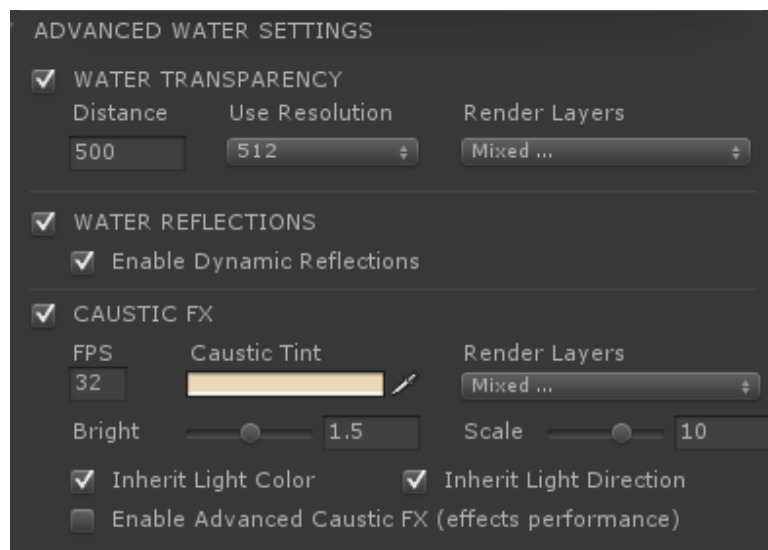 ADVANCED WATER SETTINGS
WATER TRANSPARENCY
Distance Use Resolution Render Layers
500 512 Mixed ...
WATER REFLECTIONS
Enable Dynamic Reflections
CAUSTIC FX
FPS Caustic Tint Render Layers
32 Mixed ...
Bright 1.5 Scale 10
Inherit Light Color Inherit Light Direction
Enable Advanced Caustic FX (effects performance)